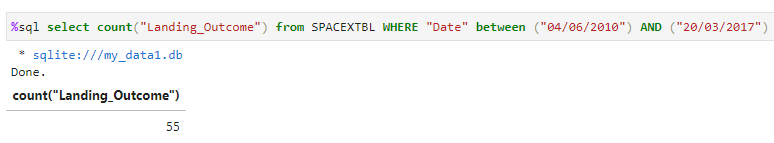 %sql select count("Landing_Outcome") from SPACEXTBL WHERE "Date" between ("04/06/2010") AND ("20/03/2017")
* sqlite:///my_data1.db
Done.
count("Landing_Outcome")
55